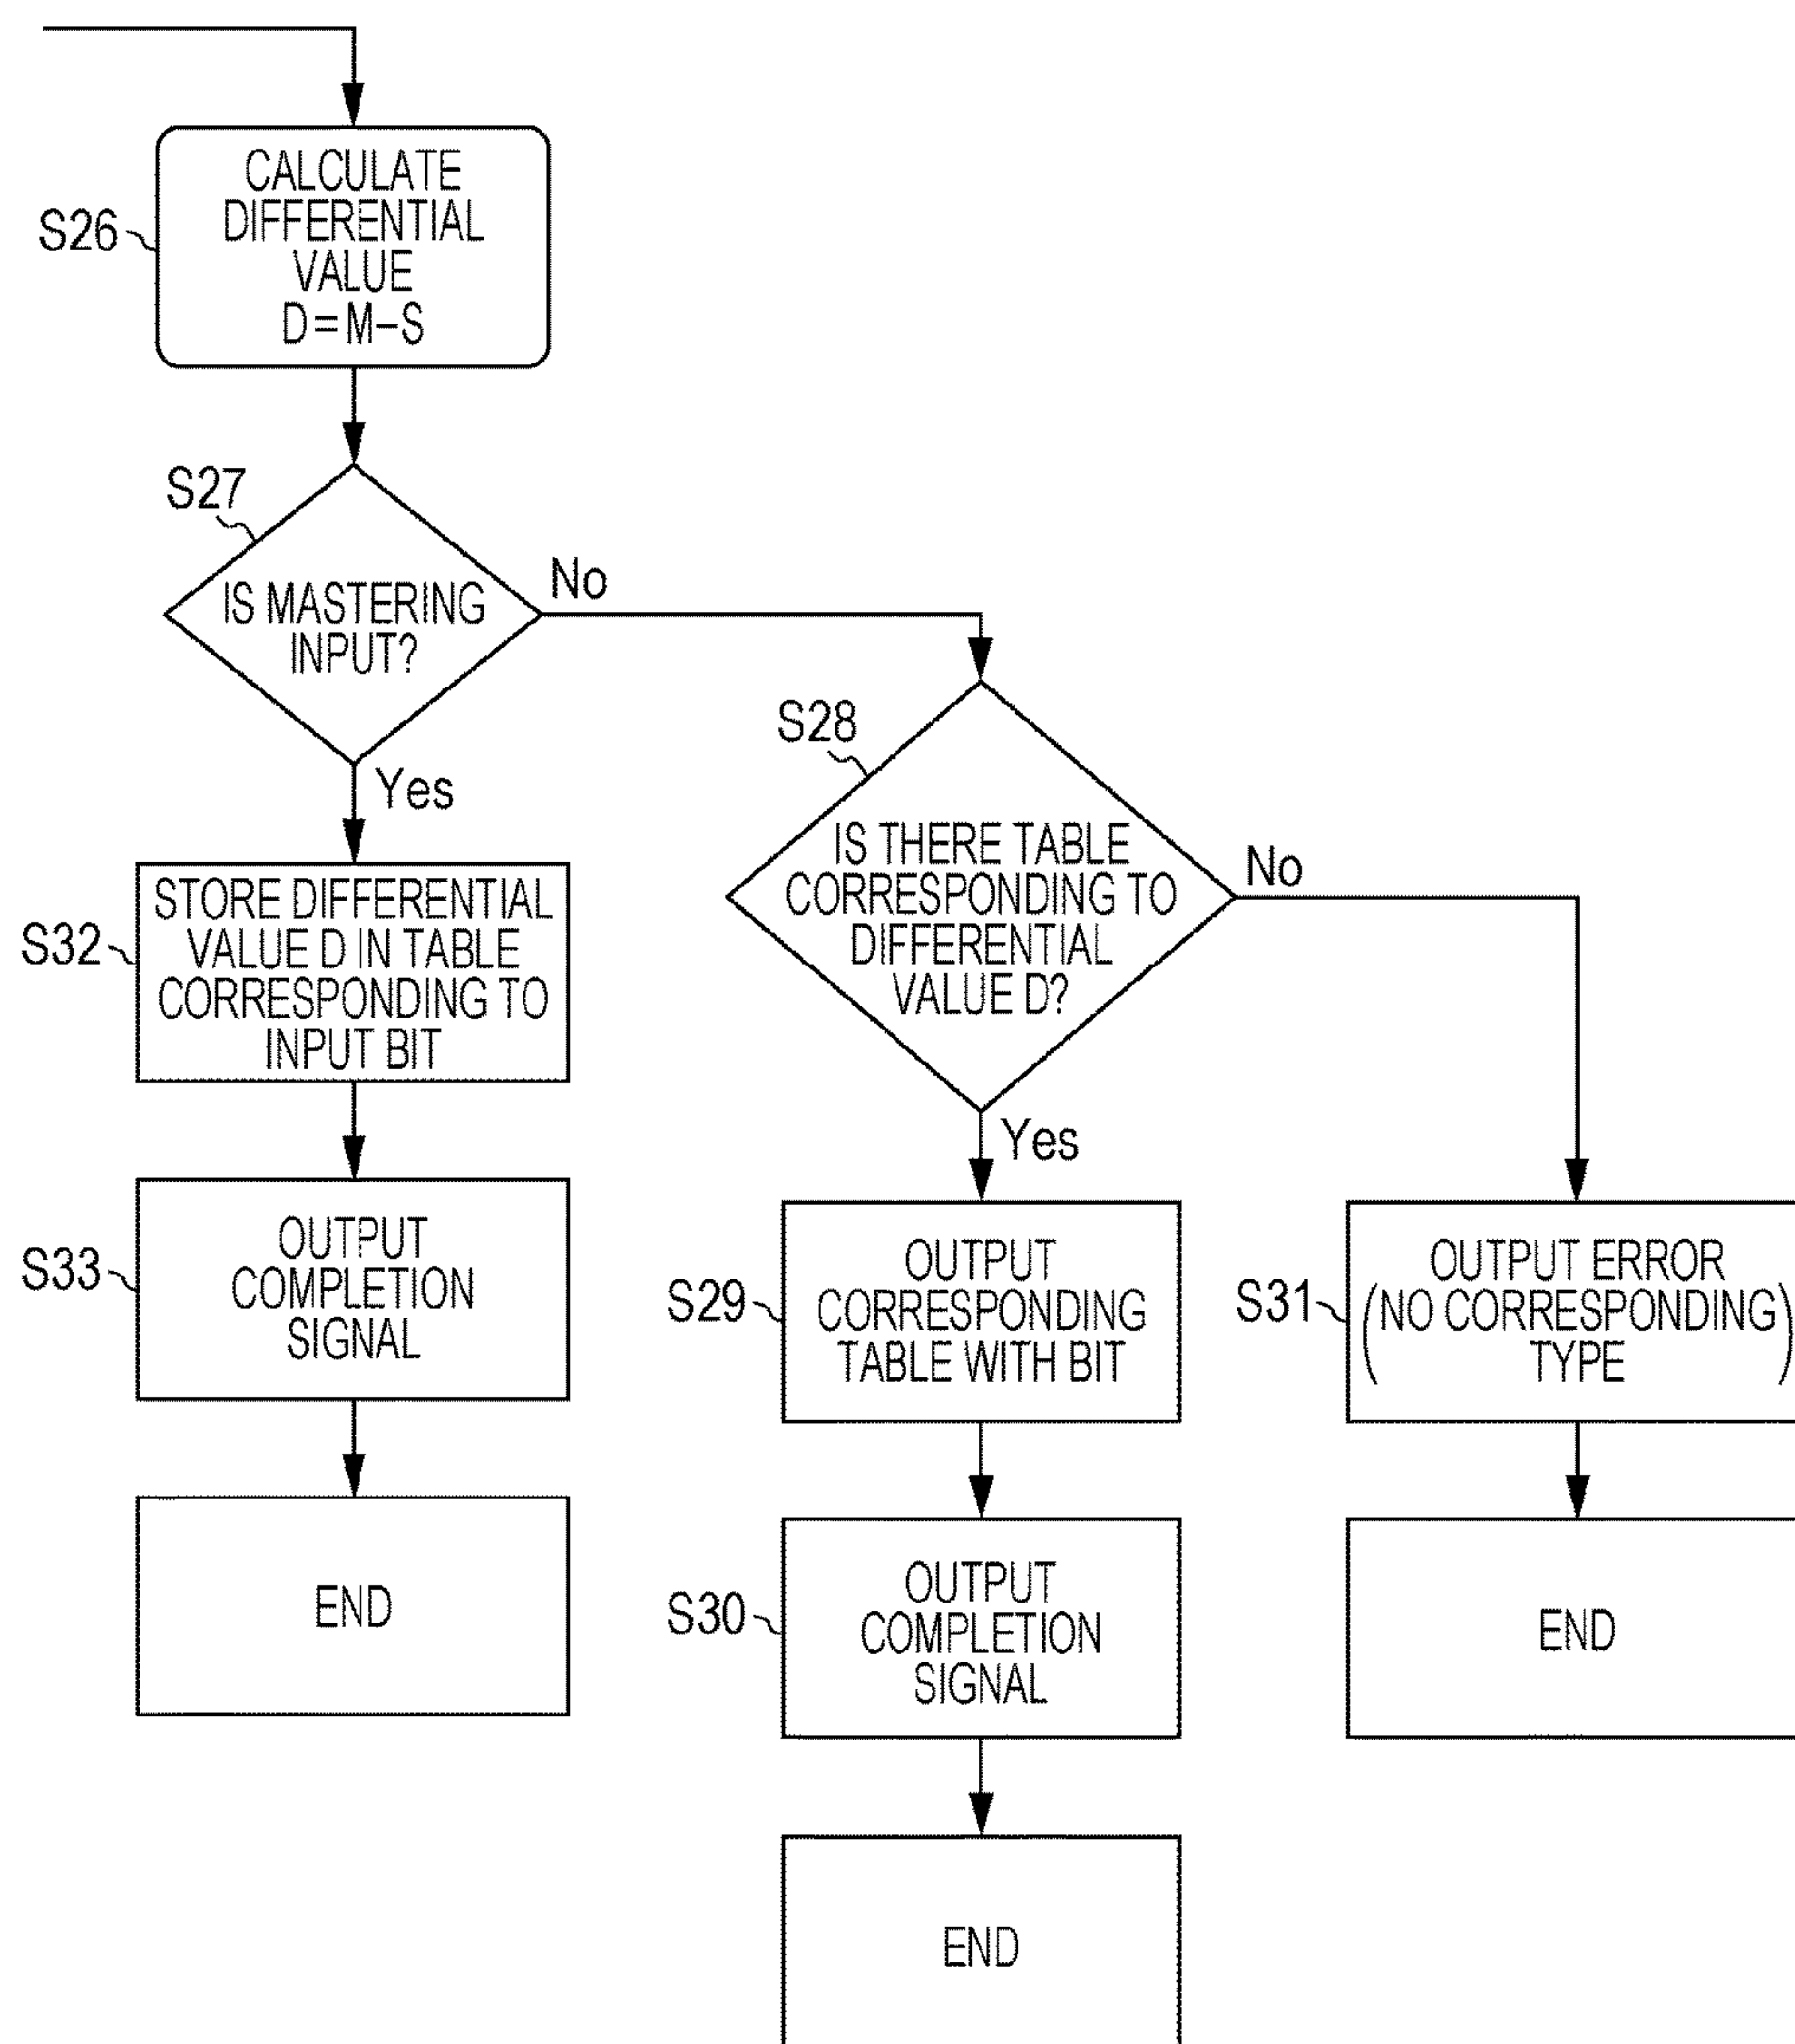 S26
CALCULATE
DIFFERENTIAL
VALUE
D=M−S
S27
IS MASTERING
INPUT?
No
Yes
S28
IS THERE TABLE
CORRESPONDING TO
DIFFERENTIAL
VALUE D?
No
Yes
S32
STORE DIFFERENTIAL
VALUE D IN TABLE
CORRESPONDING TO
INPUT BIT
S33
OUTPUT
COMPLETION
SIGNAL
END
S29
OUTPUT
CORRESPONDING
TABLE WITH BIT
S30
OUTPUT
COMPLETION
SIGNAL
END
S31
OUTPUT ERROR
(NO CORRESPONDING
TYPE)
END